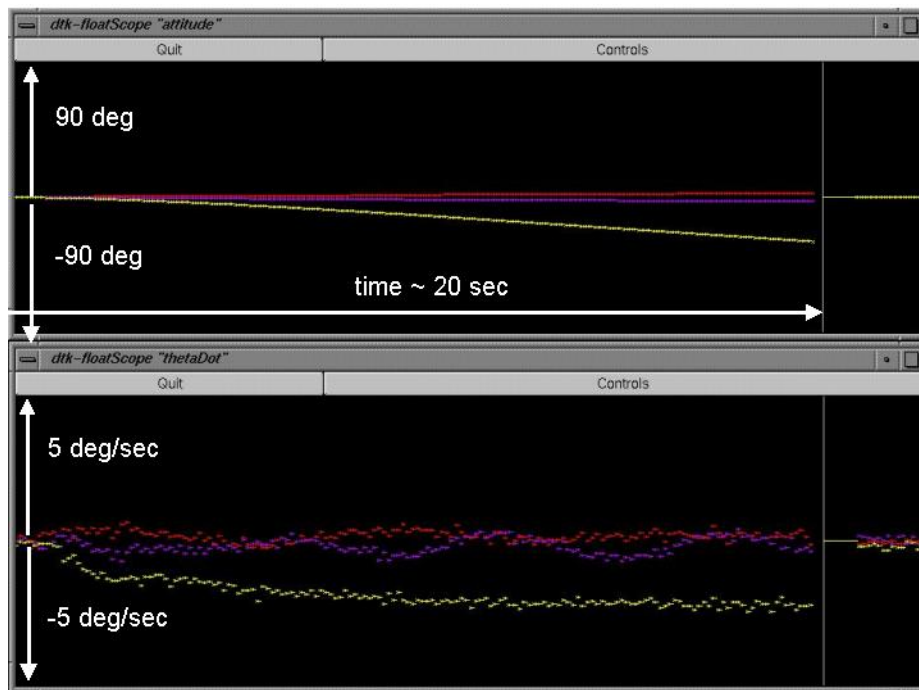 dtk-floatScope "attitude"
Quit
Controls
90 deg
-90 deg
time ~ 20 sec
dtk-floatScope "thetaDot"
Quit
Controls
5 deg/sec
-5 deg/sec